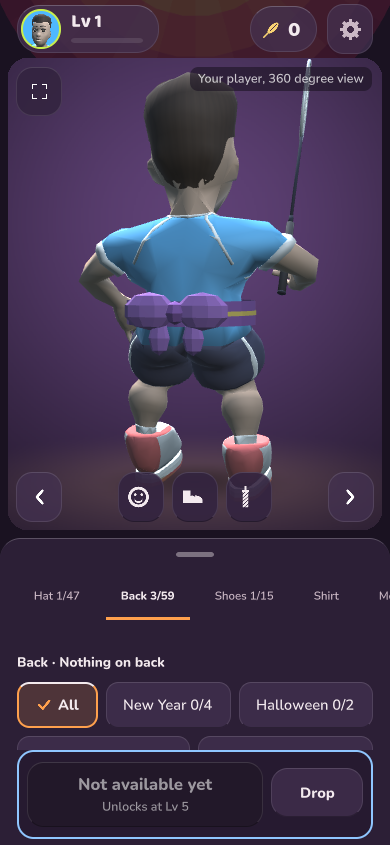 Lv 1
0
Your player, 360 degree view
Hat 1/47
Back 3/59
Shoes 1/15
Shirt
Back · Nothing on back
All
New Year 0/4
Halloween 0/2
Not available yet
Unlocks at Lv 5
Drop